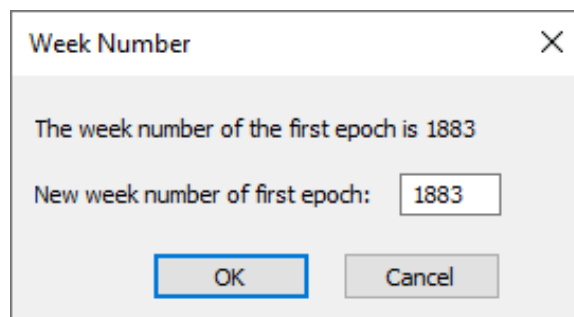 Week Number
The week number of the first epoch is 1883
New week number of first epoch: 1883
OK Cancel